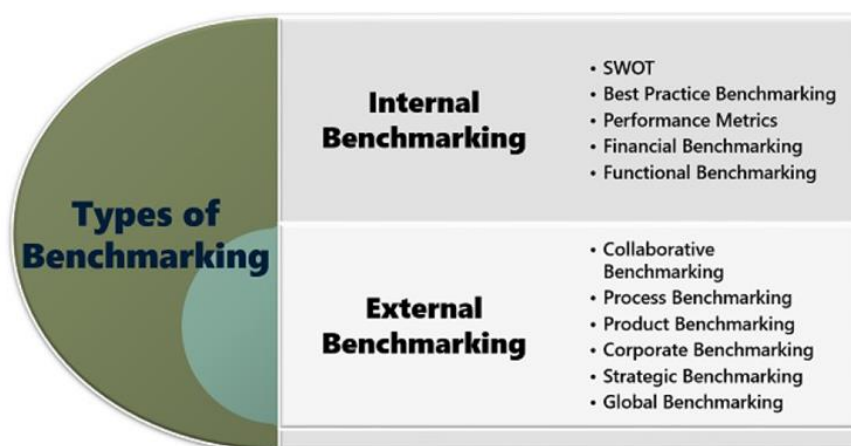 Types of
Benchmarking
Internal
Benchmarking
• SWOT
• Best Practice Benchmarking
• Performance Metrics
• Financial Benchmarking
• Functional Benchmarking
External
Benchmarking
• Collaborative
Benchmarking
• Process Benchmarking
• Product Benchmarking
• Corporate Benchmarking
• Strategic Benchmarking
• Global Benchmarking